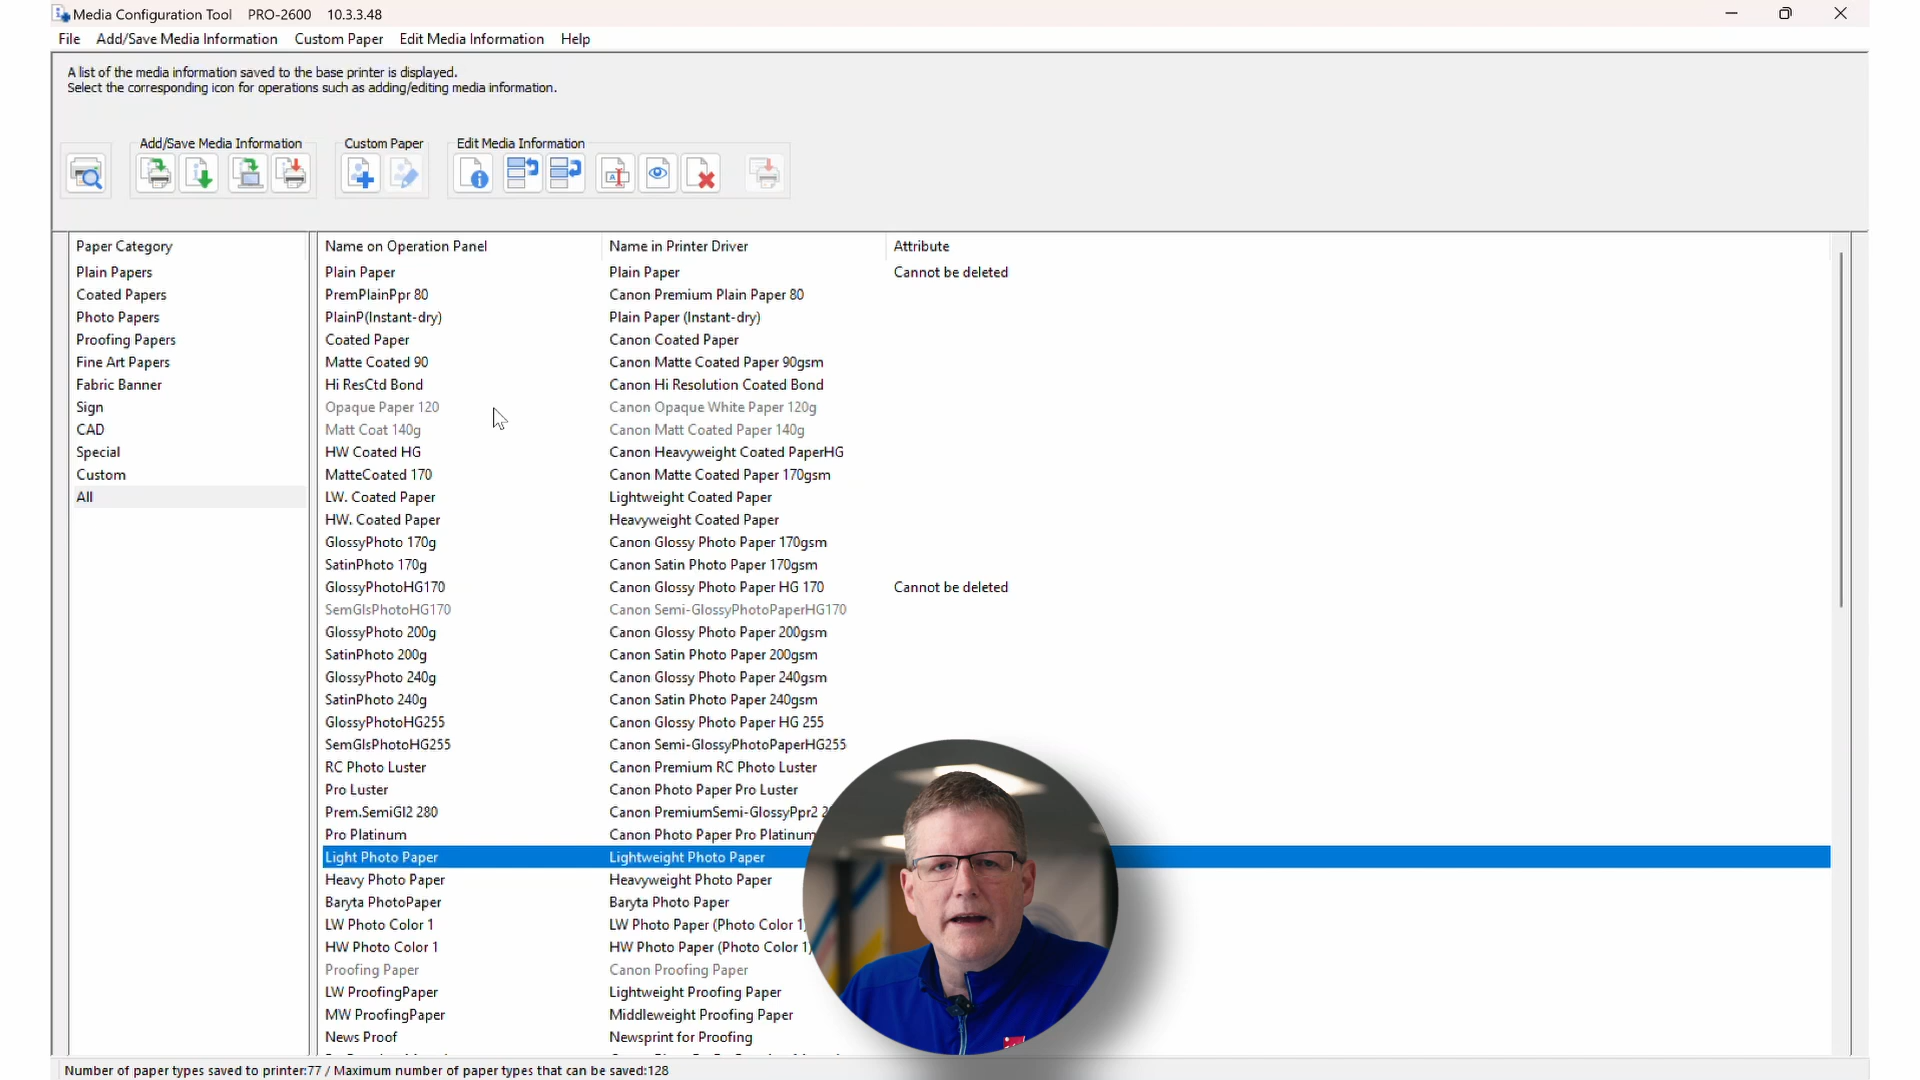 Media Configuration Tool PRO-2600 10.3.3.48
File Add/Save Media Information Custom Paper Edit Media Information Help
A list of the media information saved to the base printer is displayed.
Select the corresponding icon for operations such as adding/editing media information.
Add/Save Media Information Custom Paper Edit Media Information
Paper Category
Plain Papers
Coated Papers
Photo Papers
Proofing Papers
Fine Art Papers
Fabric Banner
Sign
CAD
Special
Custom
All
Name on Operation Panel Name in Printer Driver Attribute
Plain Paper Plain Paper Cannot be deleted
PremPlainPpr 80 Canon Premium Plain Paper 80
PlainP(Instant-dry) Plain Paper (Instant-dry)
Coated Paper Canon Coated Paper
Matte Coated 90 Canon Matte Coated Paper 90gsm
Hi ResCtd Bond Canon Hi Resolution Coated Bond
Opaque Paper 120 Canon Opaque White Paper 120g
Matt Coat 140g Canon Matt Coated Paper 140g
HW Coated HG Canon Heavyweight Coated PaperHG
MatteCoated 170 Canon Matte Coated Paper 170gsm
LW. Coated Paper Lightweight Coated Paper
HW. Coated Paper Heavyweight Coated Paper
GlossyPhoto 170g Canon Glossy Photo Paper 170gsm
SatinPhoto 170g Canon Satin Photo Paper 170gsm
GlossyPhotoHG170 Canon Glossy Photo Paper HG 170 Cannot be deleted
SemGlsPhotoHG170 Canon Semi-GlossyPhotoPaperHG170
GlossyPhoto 200g Canon Glossy Photo Paper 200gsm
SatinPhoto 200g Canon Satin Photo Paper 200gsm
GlossyPhoto 240g Canon Glossy Photo Paper 240gsm
SatinPhoto 240g Canon Satin Photo Paper 240gsm
GlossyPhotoHG255 Canon Glossy Photo Paper HG 255
SemGlsPhotoHG255 Canon Semi-GlossyPhotoPaperHG255
RC Photo Luster Canon Premium RC Photo Luster
Pro Luster Canon Photo Paper Pro Luster
Prem.SemiGl2 280 Canon PremiumSemi-GlossyPpr2
Pro Platinum Canon Photo Paper Pro Platinum
Light Photo Paper Lightweight Photo Paper
Heavy Photo Paper Heavyweight Photo Paper
Baryta PhotoPaper Baryta Photo Paper
LW Photo Color 1 LW Photo Paper (Photo Color 1)
HW Photo Color 1 HW Photo Paper (Photo Color 1)
Proofing Paper Canon Proofing Paper
LW ProofingPaper Lightweight Proofing Paper
MW ProofingPaper Middleweight Proofing Paper
News Proof Newsprint for Proofing
Number of paper types saved to printer:77 / Maximum number of paper types that can be saved:128